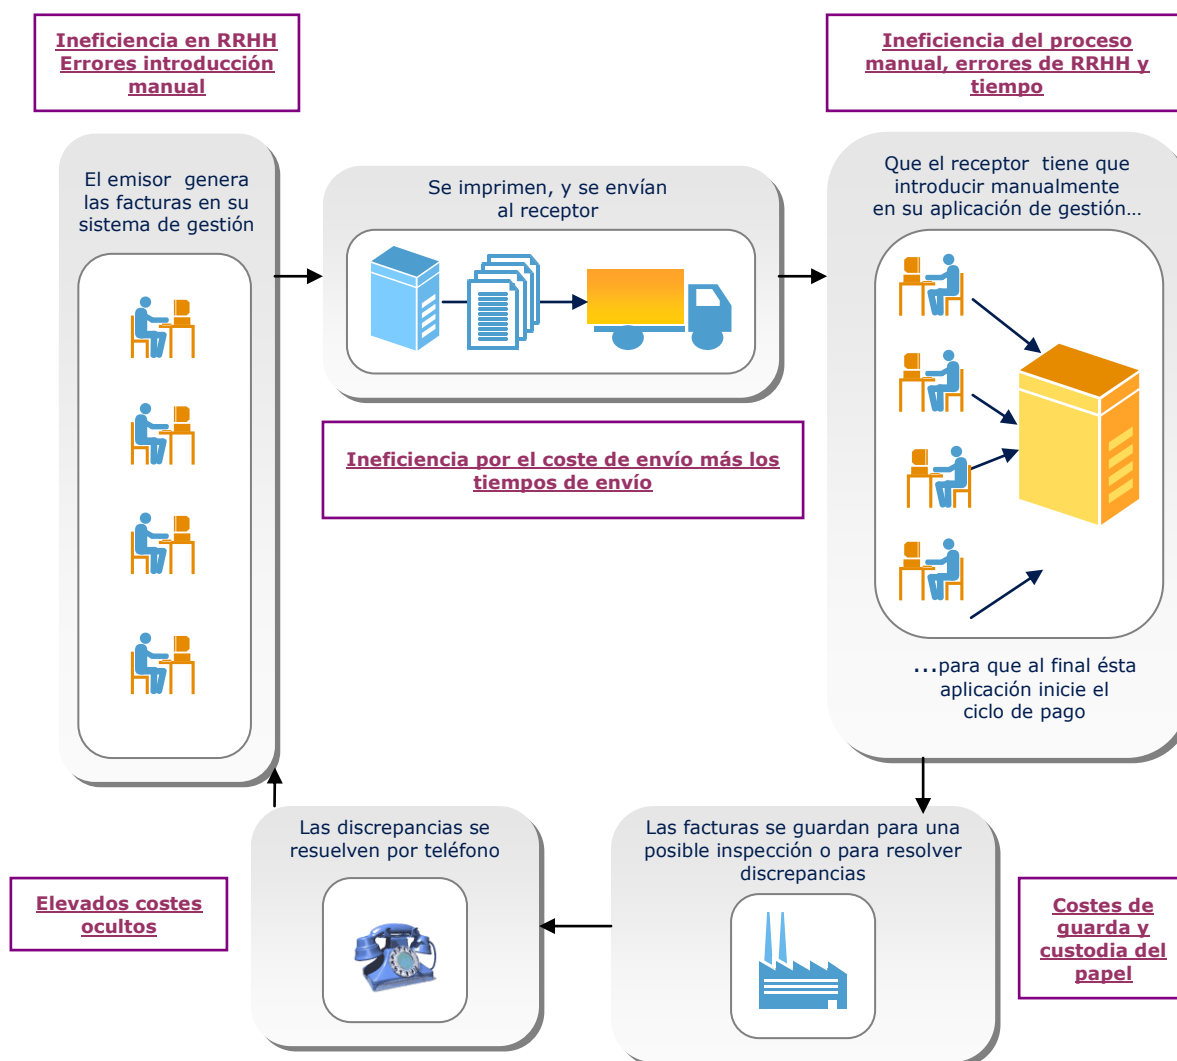 Ineficiencia en RRHH
Errores introducción
manual
Ineficiencia del proceso
manual, errores de RRHH y
tiempo
El emisor genera
las facturas en su
sistema de gestión
Se imprimen, y se envían
al receptor
Que el receptor tiene que
introducir manualmente
en su aplicación de gestión…
Ineficiencia por el coste de envío más los
tiempos de envío
...para que al final ésta
aplicación inicie el
ciclo de pago
Las discrepancias se
resuelven por teléfono
Las facturas se guardan para una
posible inspección o para resolver
discrepancias
Elevados costes
ocultos
Costes de
guarda y
custodia del
papel